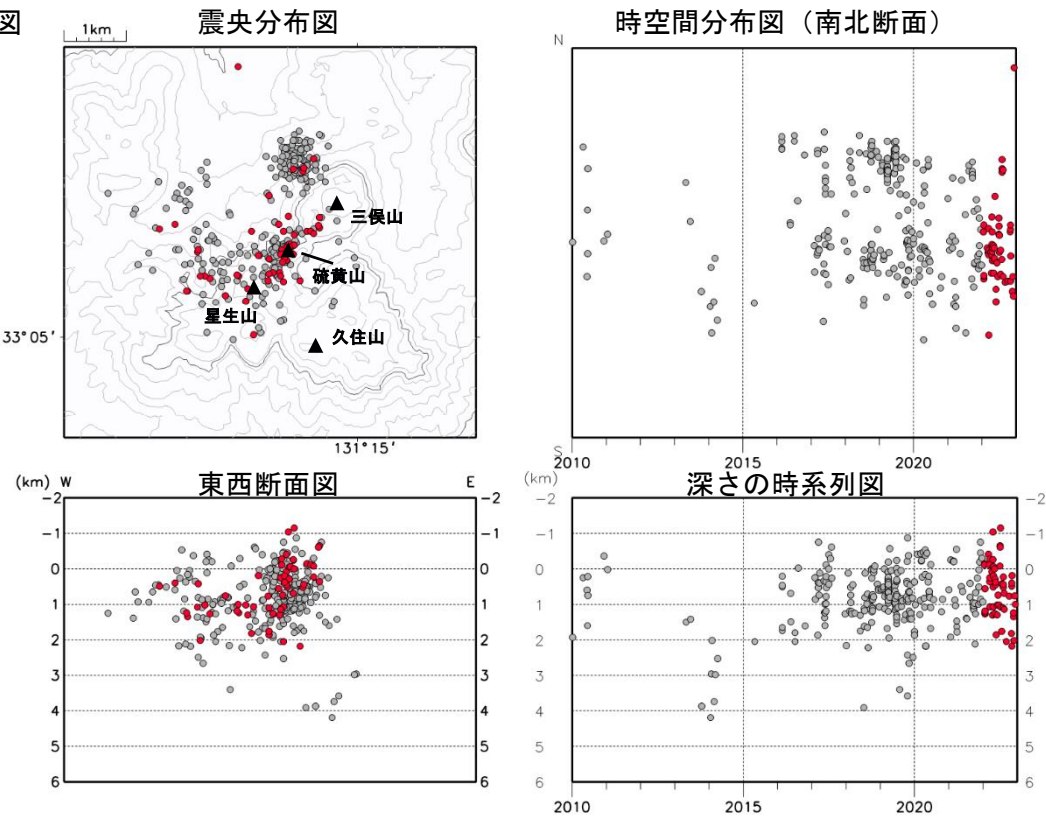 図
1km
震央分布図
三俣山
硫黄山
星生山
久住山
33°05′
131°15′
時空間分布図（南北断面）
N
S
2010
2015
2020
東西断面図
(km) W
E
-2
-1
0
1
2
3
4
5
6
-2
-1
0
1
2
3
4
5
6
深さの時系列図
(km)
-2
-1
0
1
2
3
4
5
6
-2
-1
0
1
2
3
4
5
6
2010
2015
2020